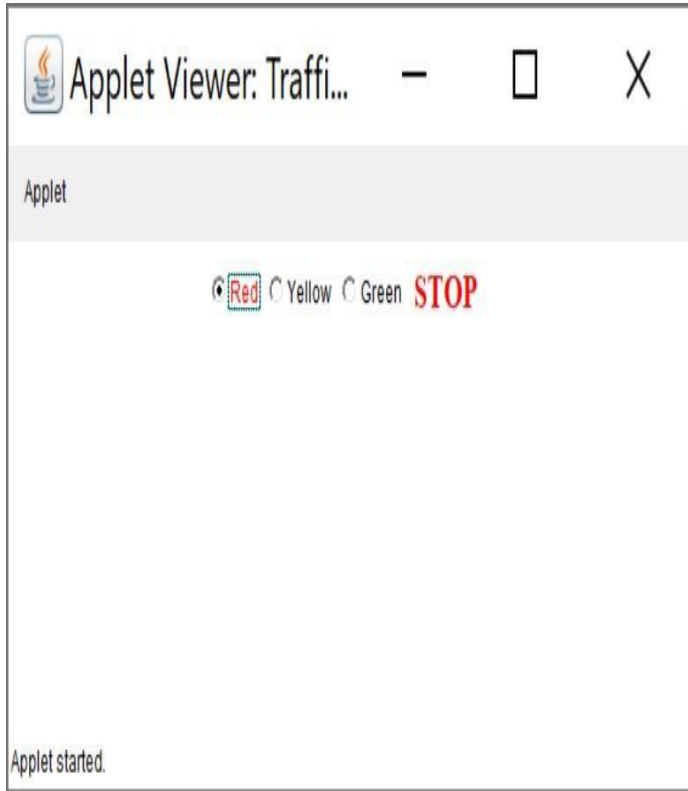 Applet Viewer: Traffi...
Applet
Red Yellow Green STOP
Applet started.